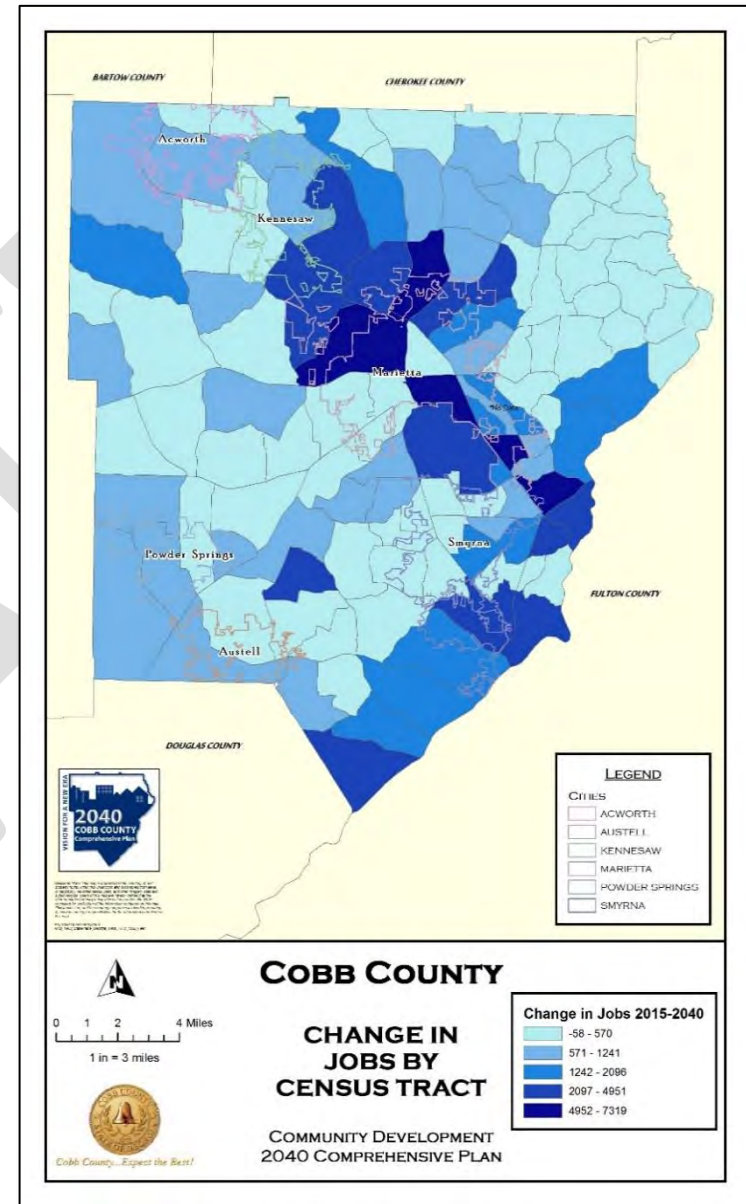 BARTOW COUNTY
CHEROKEE COUNTY
Acworth
Kennesaw
Marietta
Powder Springs
Smyrna
Austell
FULTON COUNTY
DOUGLAS COUNTY
VISION FOR A NEW ERA
2040
COBB COUNTY
Comprehensive Plan
LEGEND
CITIES
ACWORTH
AUSTELL
KENNESAW
MARIETTA
POWDER SPRINGS
SMYRNA
0 1 2 4 Miles
1 in = 3 miles
Cobb County...Expect the Best!
COBB COUNTY
CHANGE IN
JOBS BY
CENSUS TRACT
COMMUNITY DEVELOPMENT
2040 COMPREHENSIVE PLAN
Change in Jobs 2015-2040
-58 - 570
571 - 1241
1242 - 2096
2097 - 4951
4952 - 7319